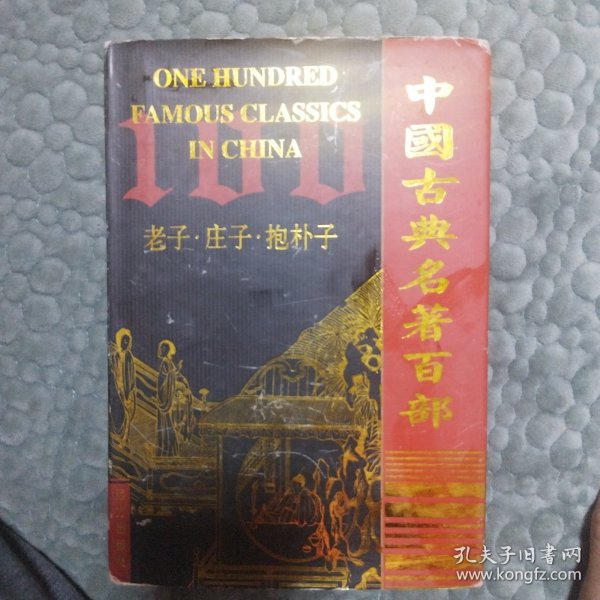 ONE HUNDRED
FAMOUS CLASSICS
IN CHINA
100
老子·庄子·抱朴子
中國古典名著百部
孔夫子旧书网
www.kongfz.com